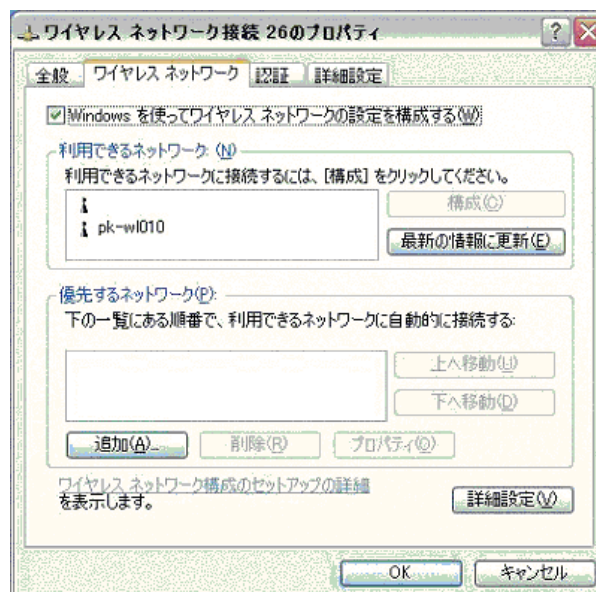 ワイヤレス ネットワーク接続 26のプロパティ
全般 ワイヤレス ネットワーク 認証 詳細設定
Windows を使ってワイヤレス ネットワークの設定を構成する(W)
利用できるネットワーク: (N)
利用できるネットワークに接続するには、[構成] をクリックしてください。
構成(C)
pk-wl010
最新の情報に更新(E)
優先するネットワーク(P):
下の一覧にある順番で、利用できるネットワークに自動的に接続する:
上へ移動(U)
下へ移動(D)
追加(A)... 削除(R) プロパティ(O)
ワイヤレス ネットワーク構成のセットアップの詳細
を表示します。
詳細設定(V)
OK キャンセル